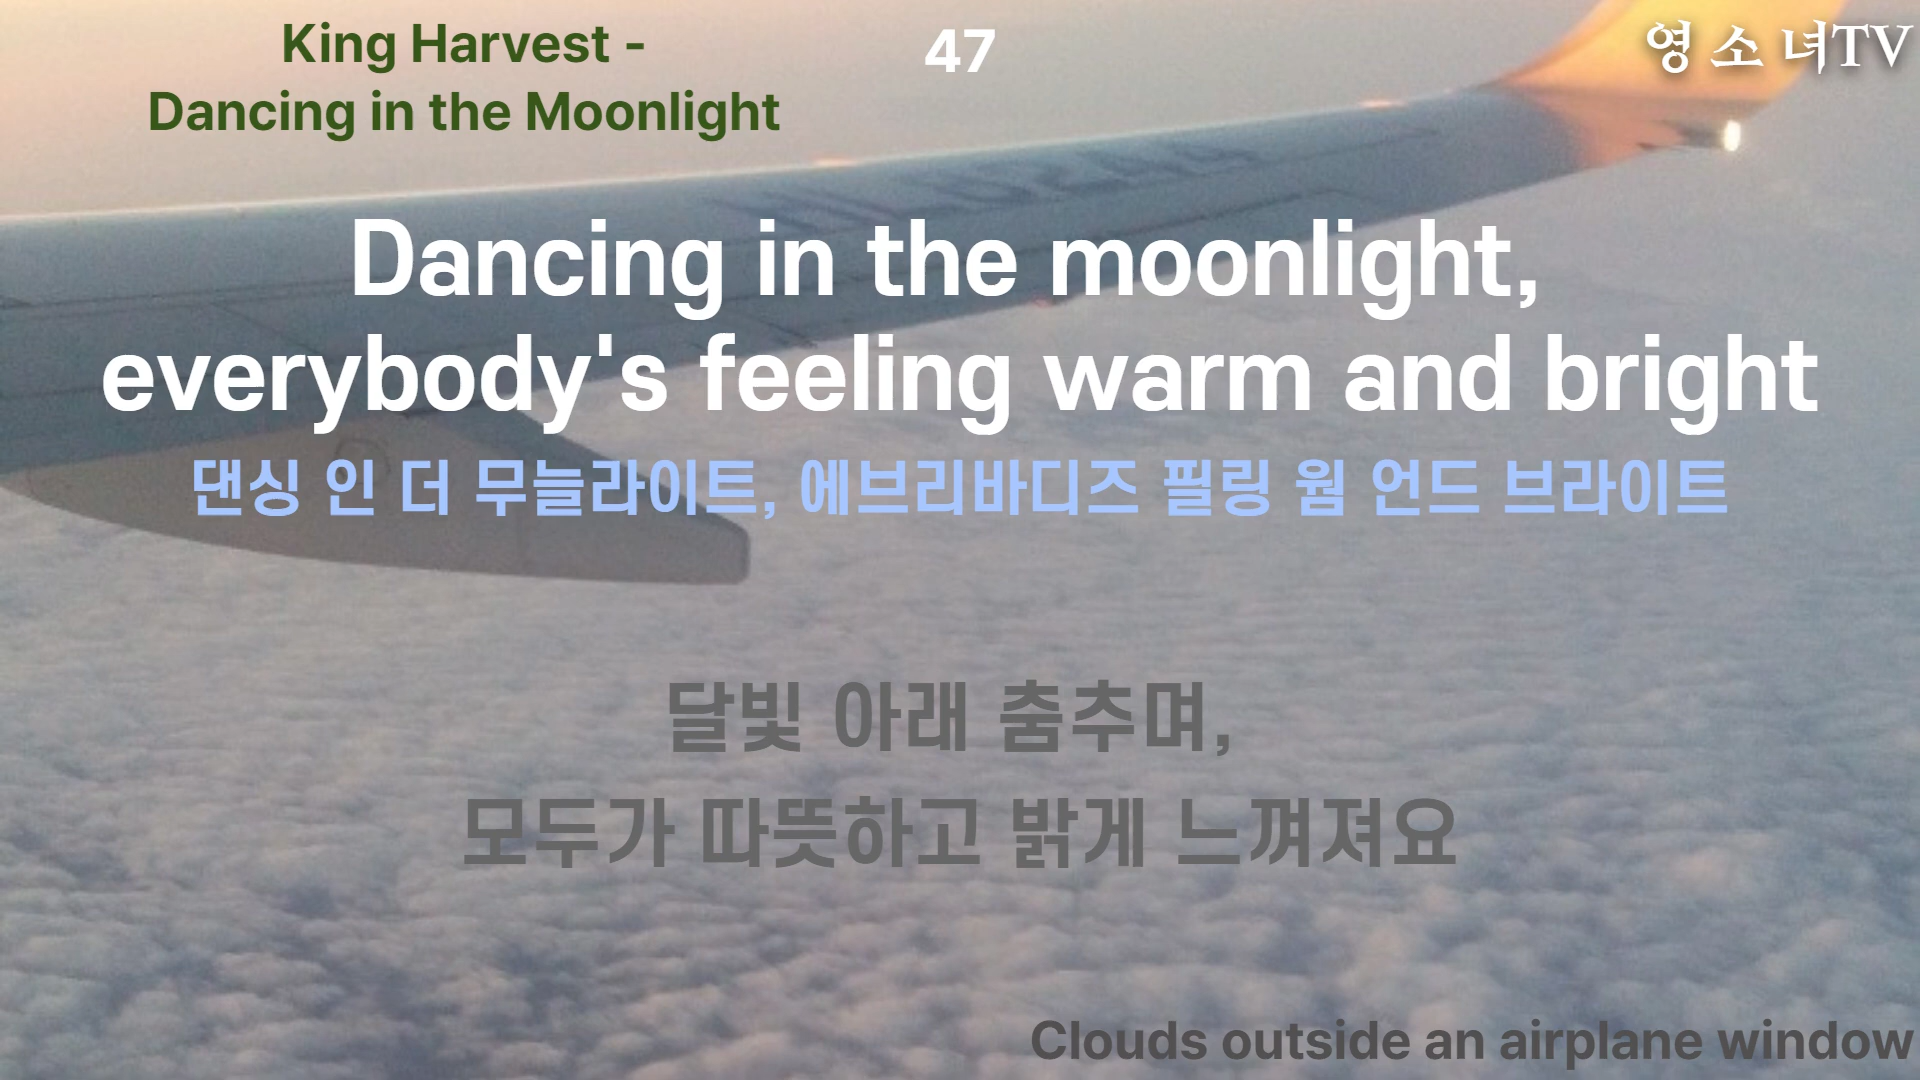 King Harvest -
Dancing in the Moonlight
47
영 소 녀TV
Dancing in the moonlight,
everybody's feeling warm and bright
댄싱 인 더 무늘라이트, 에브리바디즈 필링 웜 언드 브라이트
달빛 아래 춤추며,
모두가 따뜻하고 밝게 느껴져요
Clouds outside an airplane window